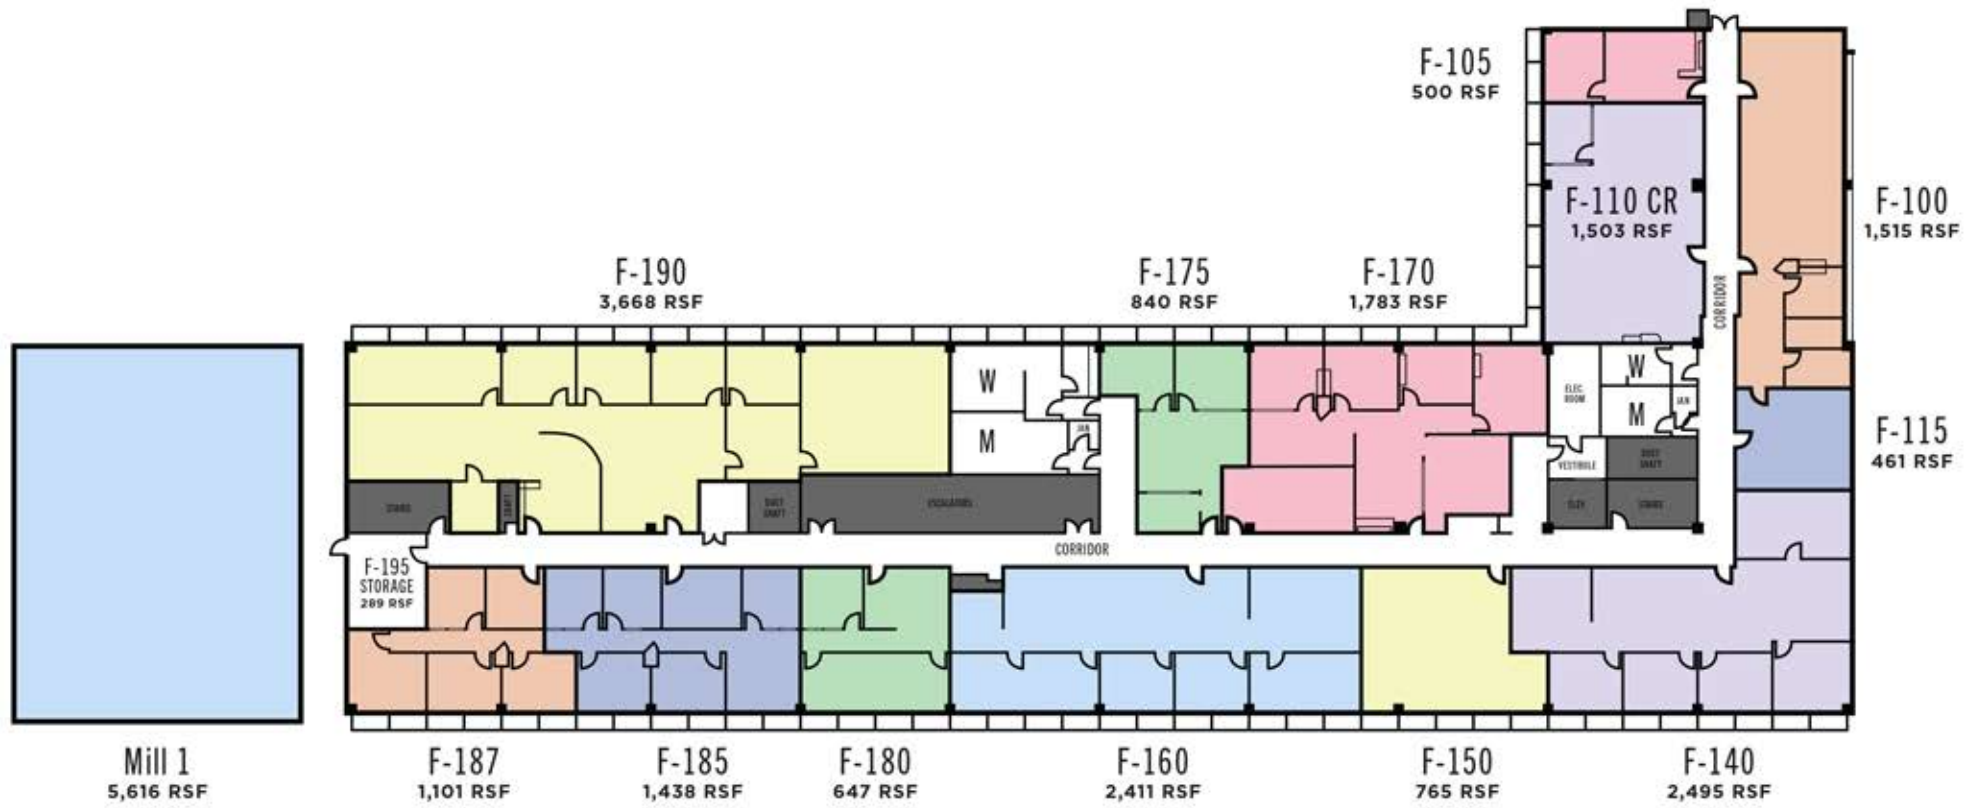 F-105
500 RSF
F-110 CR
1,503 RSF
F-100
1,515 RSF
F-190
3,668 RSF
F-175
840 RSF
F-170
1,783 RSF
CORRIDOR
W
M
JAN
ELEC.
ROOM
W
M
JAN
F-115
461 RSF
VESTIBULE
DUCT
SHAFT
ELEV.
STAIRS
STAIRS
SHAFT
DUCT
SHAFT
ESCALATORS
CORRIDOR
F-195
STORAGE
289 RSF
Mill 1
5,616 RSF
F-187
1,101 RSF
F-185
1,438 RSF
F-180
647 RSF
F-160
2,411 RSF
F-150
765 RSF
F-140
2,495 RSF